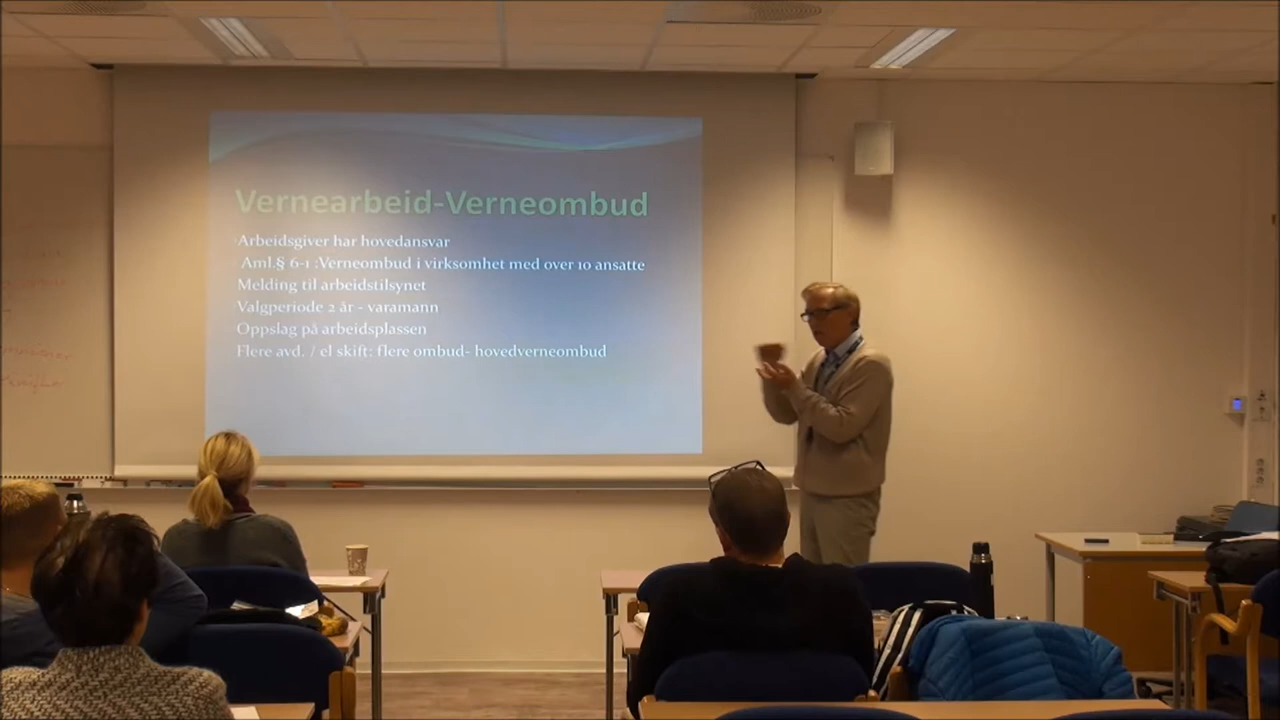 Vernearbeid-Verneombud
Arbeidsgiver har hovedansvar
Aml.§ 6-1 :Verneombud i virksomhet med over 10 ansatte
Melding til arbeidstilsynet
Valgperiode 2 år - varamann
Oppslag på arbeidsplassen
Flere avd. / el skift: flere ombud- hovedverneombud